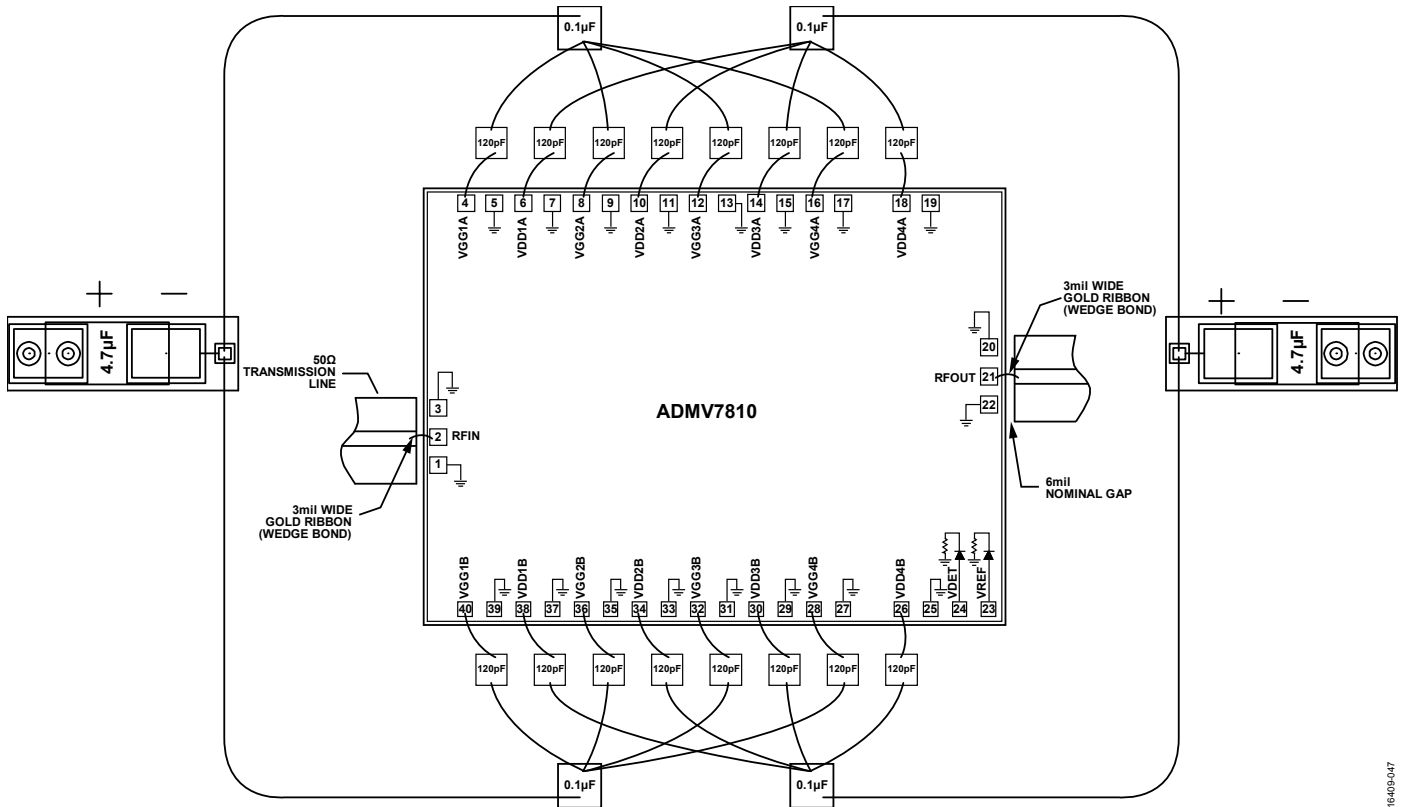 0.1µF
0.1µF
120pF
120pF
120pF
120pF
120pF
120pF
120pF
120pF
4
5
6
7
8
9
10
11
12
13
14
15
16
17
18
19
VGG1A
VDD1A
VGG2A
VDD2A
VGG3A
VDD3A
VGG4A
VDD4A
+
—
4.7µF
50Ω
TRANSMISSION
LINE
3
2
RFIN
1
3mil WIDE
GOLD RIBBON
(WEDGE BOND)
ADMV7810
3mil WIDE
GOLD RIBBON
(WEDGE BOND)
20
RFOUT
21
22
6mil
NOMINAL GAP
+
—
4.7µF
VGG1B
VDD1B
VGG2B
VDD2B
VGG3B
VDD3B
VGG4B
VDD4B
VDET
VREF
40
39
38
37
36
35
34
33
32
31
30
29
28
27
26
25
24
23
120pF
120pF
120pF
120pF
120pF
120pF
120pF
120pF
0.1µF
0.1µF
16409-047